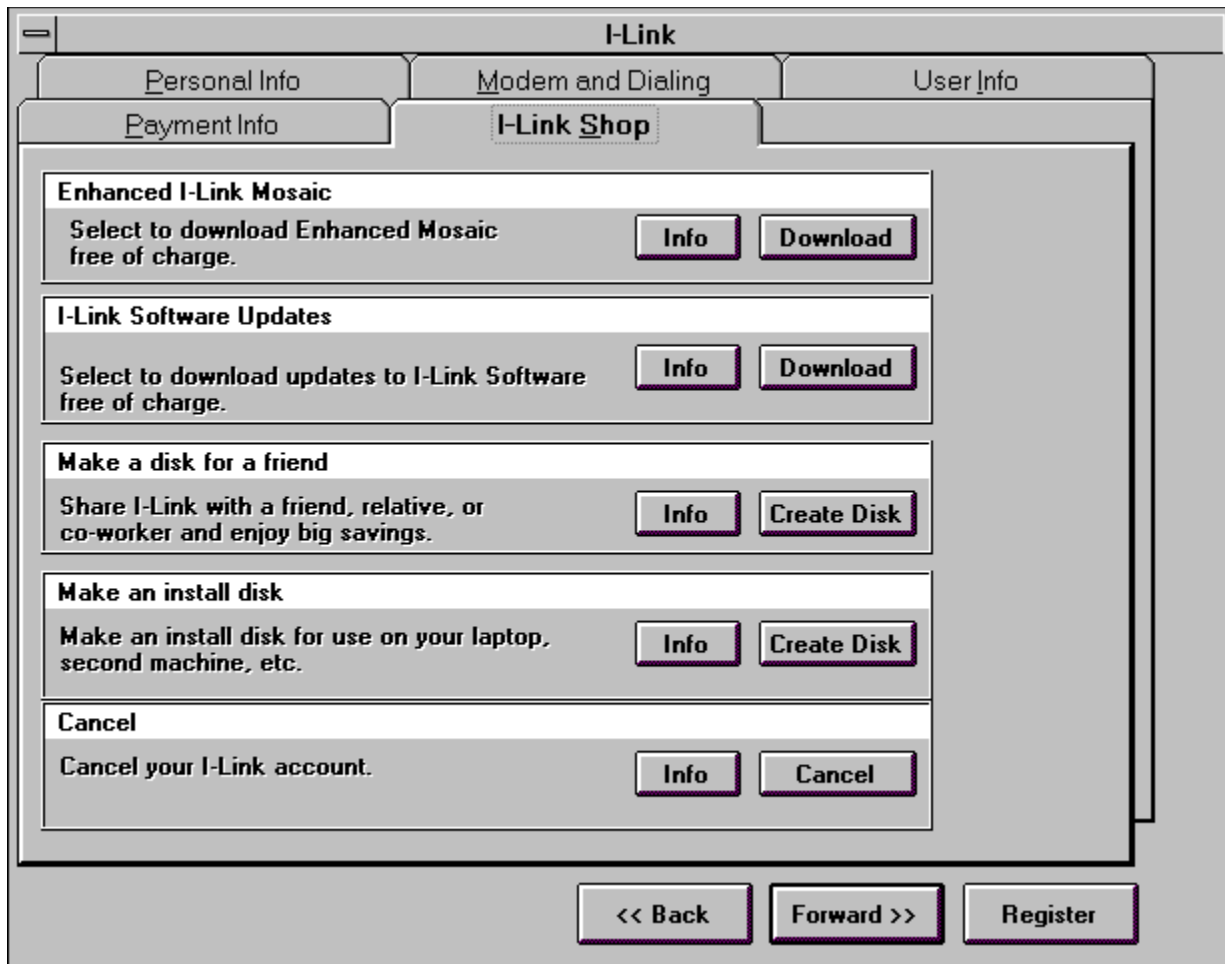 I-Link
Personal Info
Modem and Dialing
User Info
Payment Info
I-Link Shop
Enhanced I-Link Mosaic
Select to download Enhanced Mosaic
free of charge.
Info
Download
I-Link Software Updates
Select to download updates to I-Link Software
free of charge.
Info
Download
Make a disk for a friend
Share I-Link with a friend, relative, or
co-worker and enjoy big savings.
Info
Create Disk
Make an install disk
Make an install disk for use on your laptop,
second machine, etc.
Info
Create Disk
Cancel
Cancel your I-Link account.
Info
Cancel
<< Back
Forward >>
Register